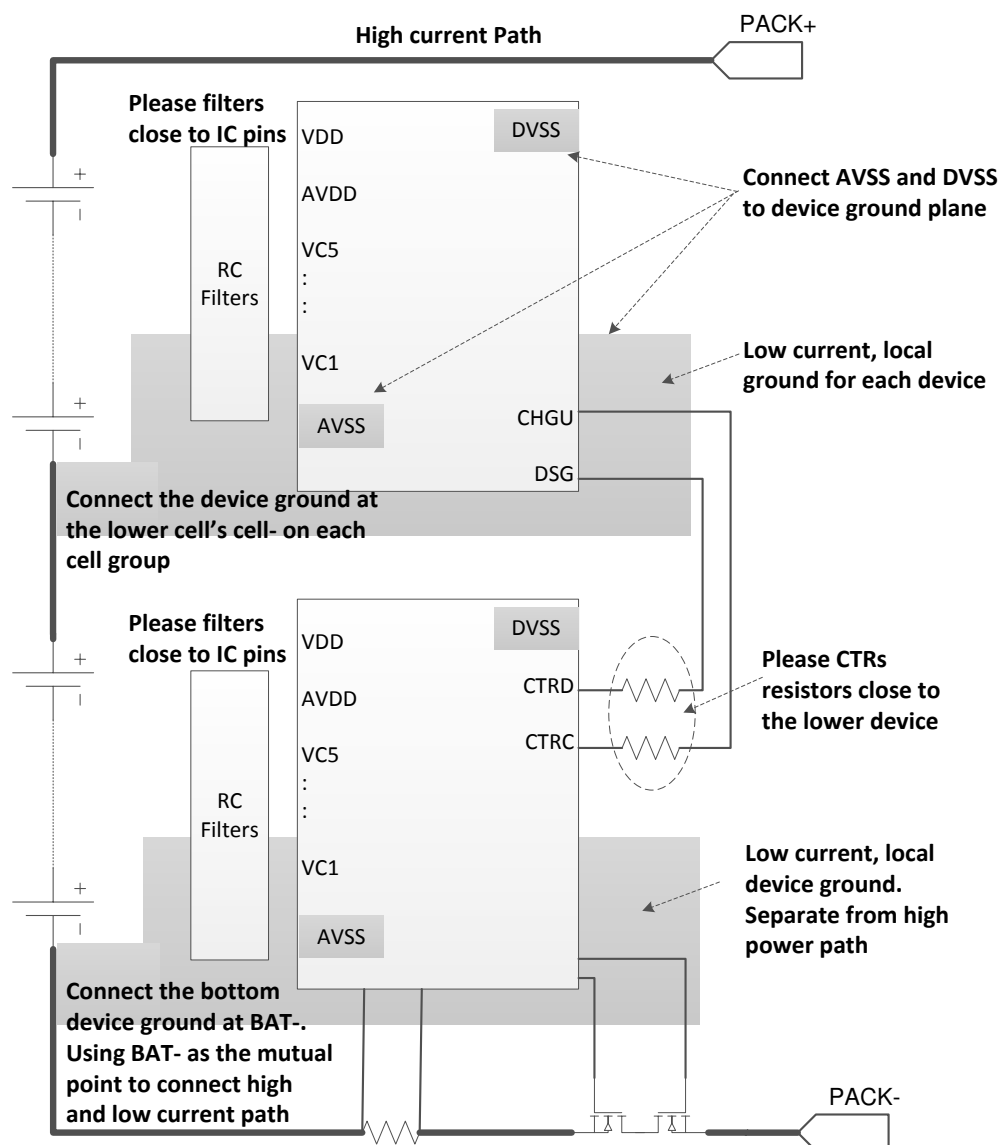 PACK+
High current Path
Please filters
close to IC pins
VDD
DVSS
AVDD
Connect AVSS and DVSS
to device ground plane
VC5
:
:
RC
Filters
VC1
Low current, local
ground for each device
AVSS
CHGU
DSG
Connect the device ground at
the lower cell’s cell- on each
cell group
Please filters
close to IC pins
VDD
DVSS
AVDD
CTRD
Please CTRs
resistors close to
the lower device
CTRC
VC5
:
:
RC
Filters
VC1
Low current, local
device ground.
Separate from high
power path
AVSS
Connect the bottom
device ground at BAT-.
Using BAT- as the mutual
point to connect high
and low current path
PACK-